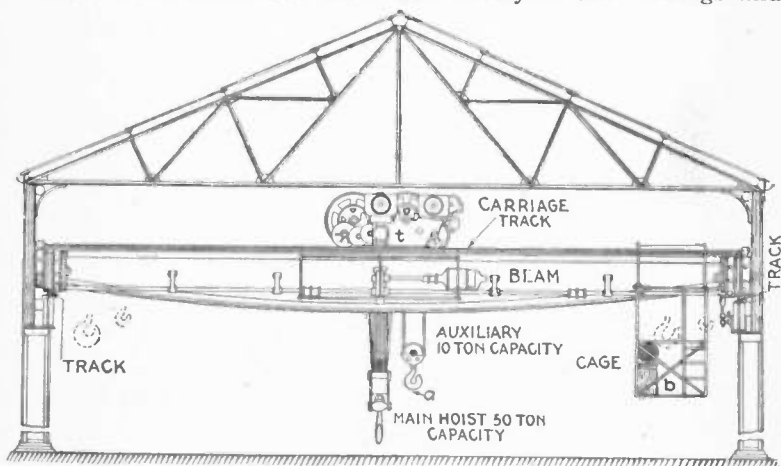 CARRIAGE
TRACK
t
TRACK
BEAM
AUXILIARY
10 TON CAPACITY
TRACK
CAGE
a
b
MAIN HOIST 50 TON
CAPACITY